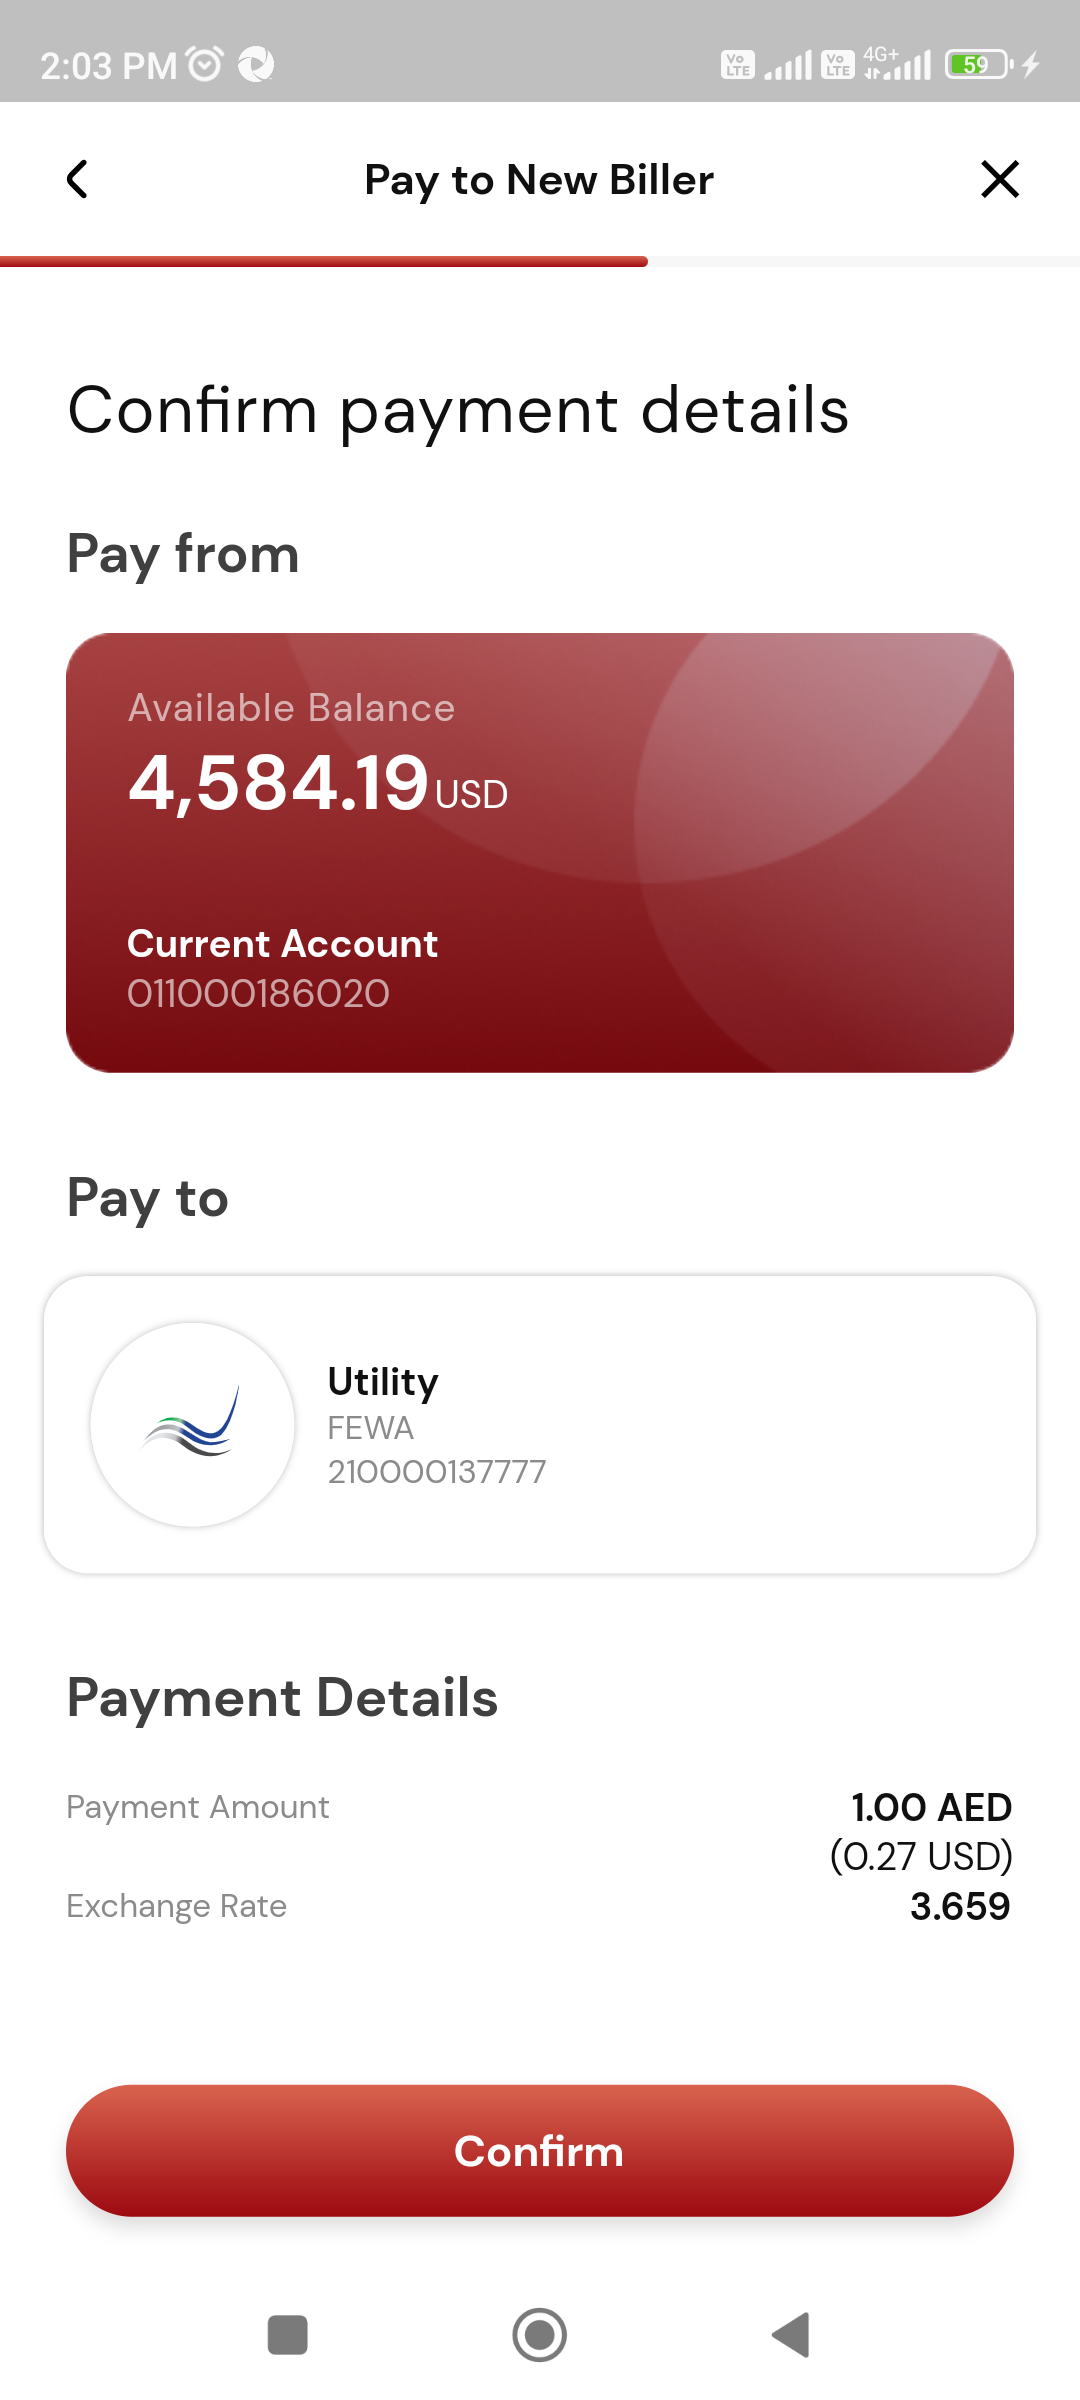 2:03 PM
Vo LTE Vo LTE 4G+ 59
Pay to New Biller
Confirm payment details
Pay from
Available Balance
4,584.19 USD
Current Account
011000186020
Pay to
Utility
FEWA
210000137777
Payment Details
Payment Amount 1.00 AED
(0.27 USD)
Exchange Rate 3.659
Confirm